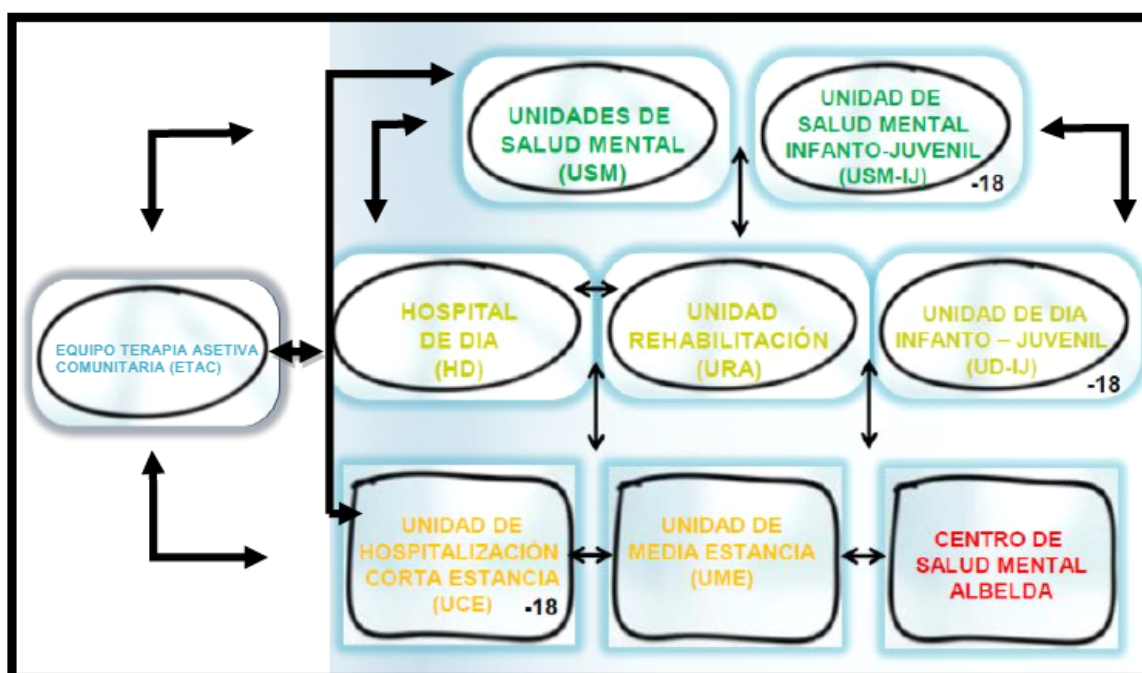 UNIDADES DE
SALUD MENTAL
(USM)
UNIDAD DE
SALUD MENTAL
INFANTO-JUVENIL
(USM-IJ)
-18
EQUIPO TERAPIA ASETIVA
COMUNITARIA (ETAC)
HOSPITAL
DE DIA
(HD)
UNIDAD
REHABILITACIÓN
(URA)
UNIDAD DE DIA
INFANTO – JUVENIL
(UD-IJ)
-18
UNIDAD DE
HOSPITALIZACIÓN
CORTA ESTANCIA
(UCE)
-18
UNIDAD DE
MEDIA ESTANCIA
(UME)
CENTRO DE
SALUD MENTAL
ALBELDA